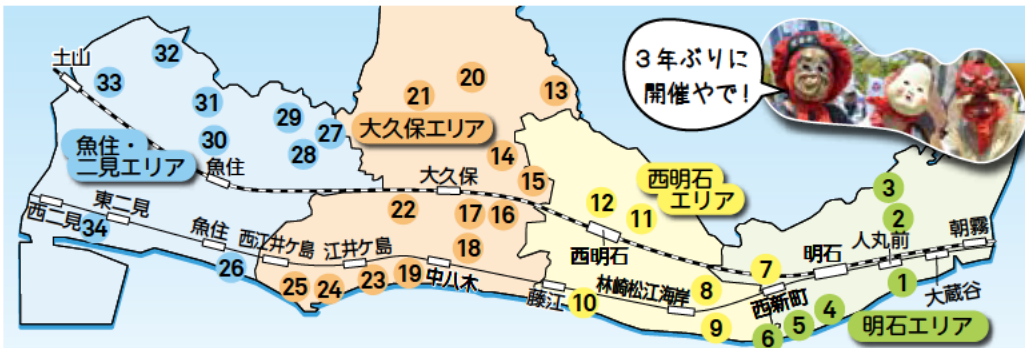 土山
32
33
31
29
27
30
28
魚住・
二見エリア
魚住
西二見
東二見
34
魚住
26
20
21
13
大久保エリア
14
15
大久保
22
17
16
18
西江井ケ島
江井ケ島
25
24
23
19
中八木
西明石
エリア
12
11
西明石
藤江
10
林崎松江海岸
8
9
7
3年ぶりに
開催やで!
3
2
人丸前
朝霧
明石
西新町
1
大蔵谷
4
5
6
明石エリア